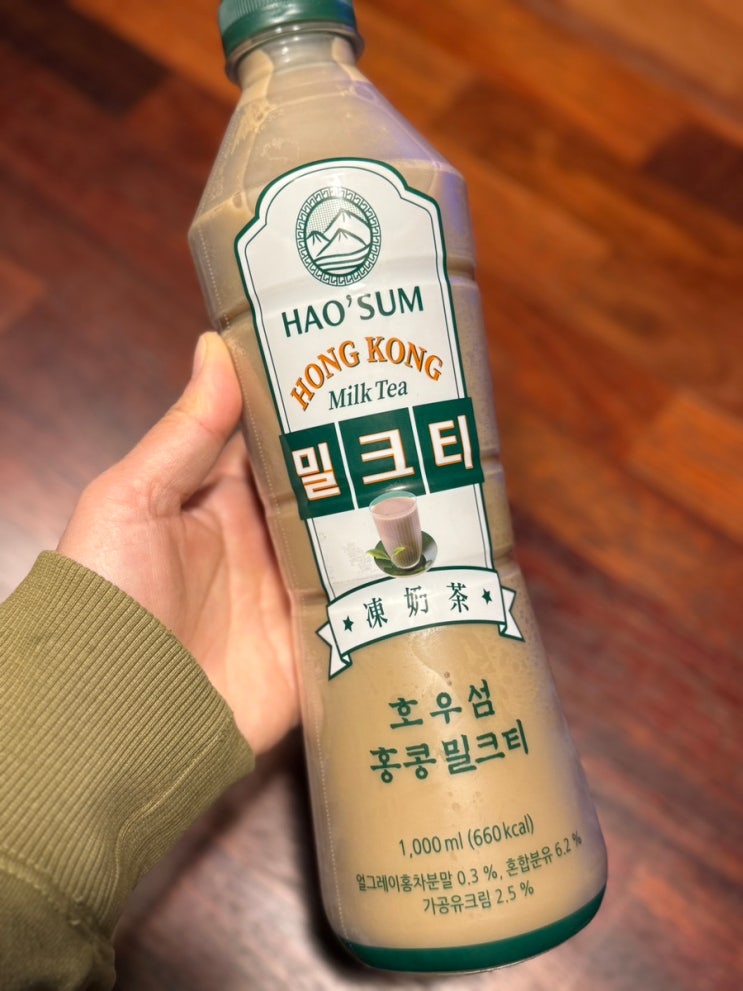 HAO'SUM
HONG KONG
Milk Tea
밀크티
凍奶茶
호우섬
홍콩밀크티
1,000 ml (660 kcal)
얼그레이홍차분말 0.3 %, 혼합분유 6.2 %
가공유크림 2.5 %